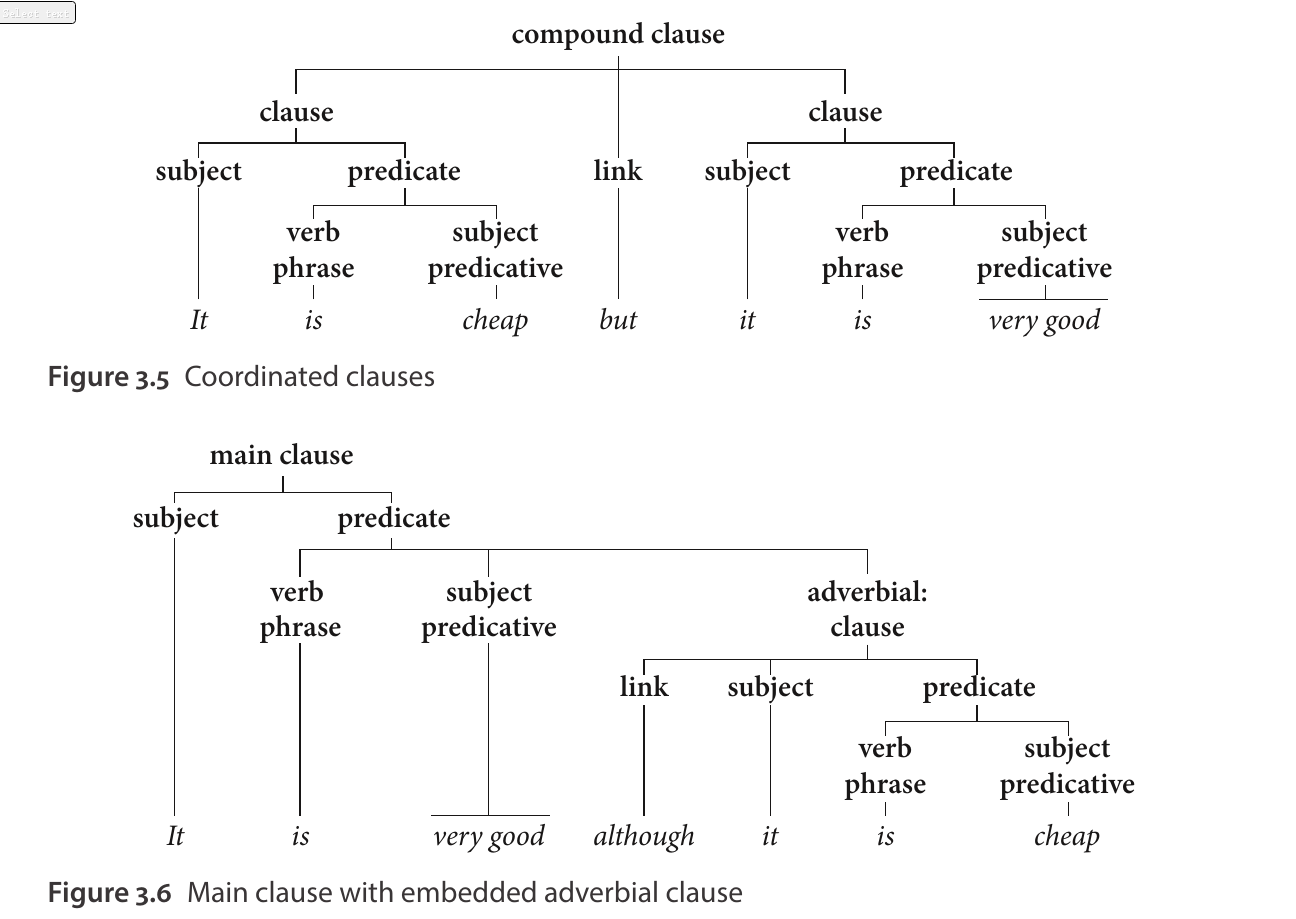 Select text
compound clause
clause clause
subject predicate link subject predicate
verb subject verb subject
phrase predicative phrase predicative
It is cheap but it is very good
Figure 3.5 Coordinated clauses
main clause
subject predicate
verb subject adverbial:
phrase predicative clause
link subject predicate
verb subject
phrase predicative
It is very good although it is cheap
Figure 3.6 Main clause with embedded adverbial clause